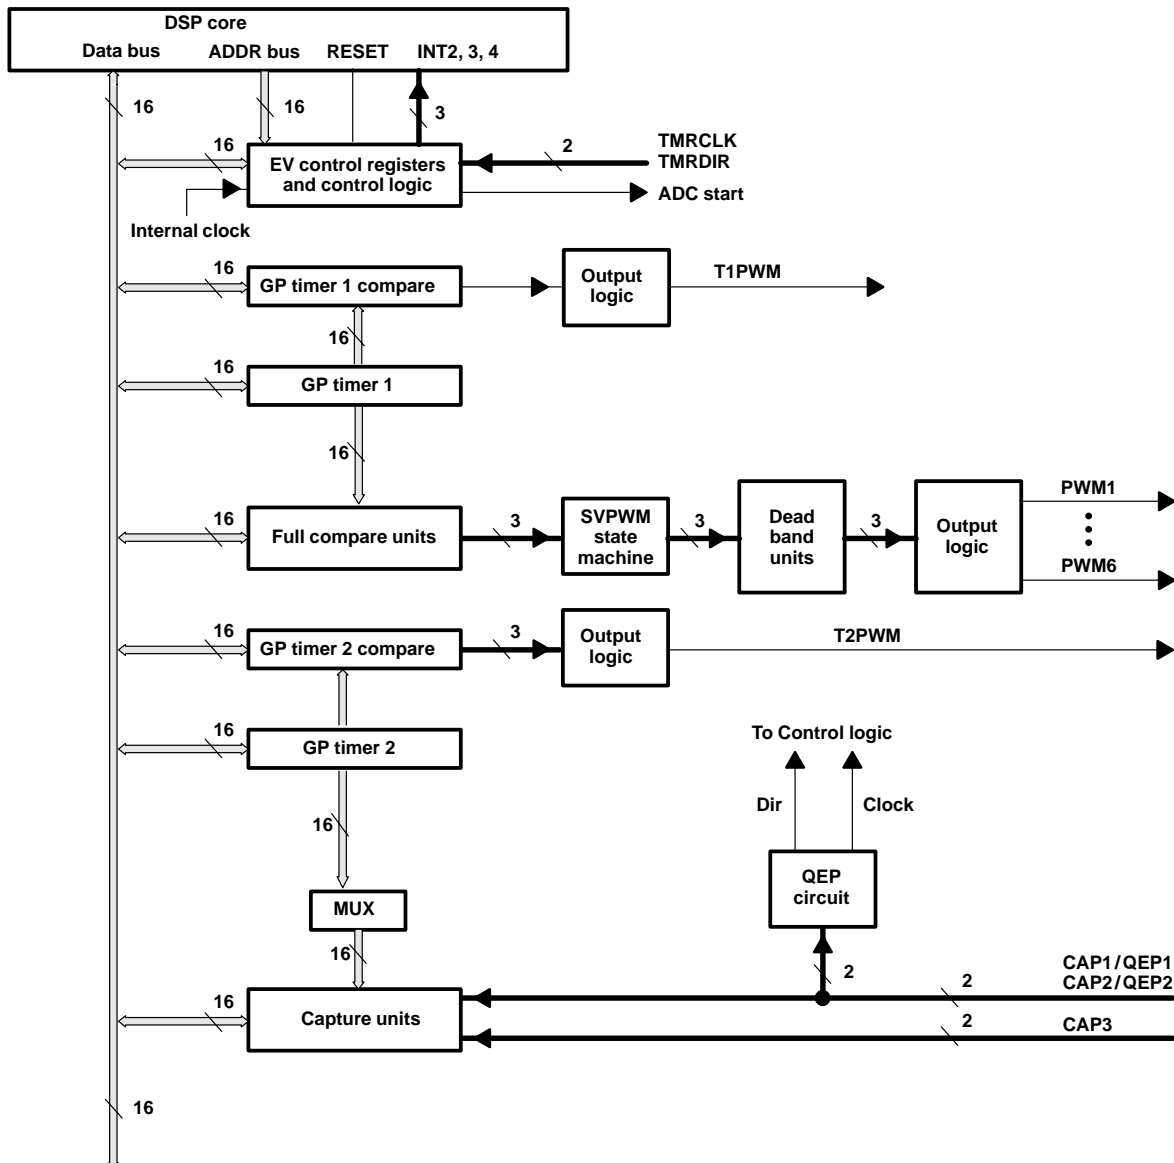 DSP core
Data bus ADDR bus RESET INT2, 3, 4
16 16 3
16 2 TMRCLK
TMRDIR
EV control registers
and control logic
ADC start
Internal clock
16
GP timer 1 compare
Output
logic
T1PWM
16
16
GP timer 1
16
16
Full compare units
3
SVPWM
state
machine
3
Dead
band
units
3
Output
logic
PWM1
PWM6
16
GP timer 2 compare
3
Output
logic
T2PWM
16
GP timer 2
To Control logic
Dir Clock
16
QEP
circuit
MUX
16
2
2
CAP1/QEP1
CAP2/QEP2
16
Capture units
2
CAP3
16